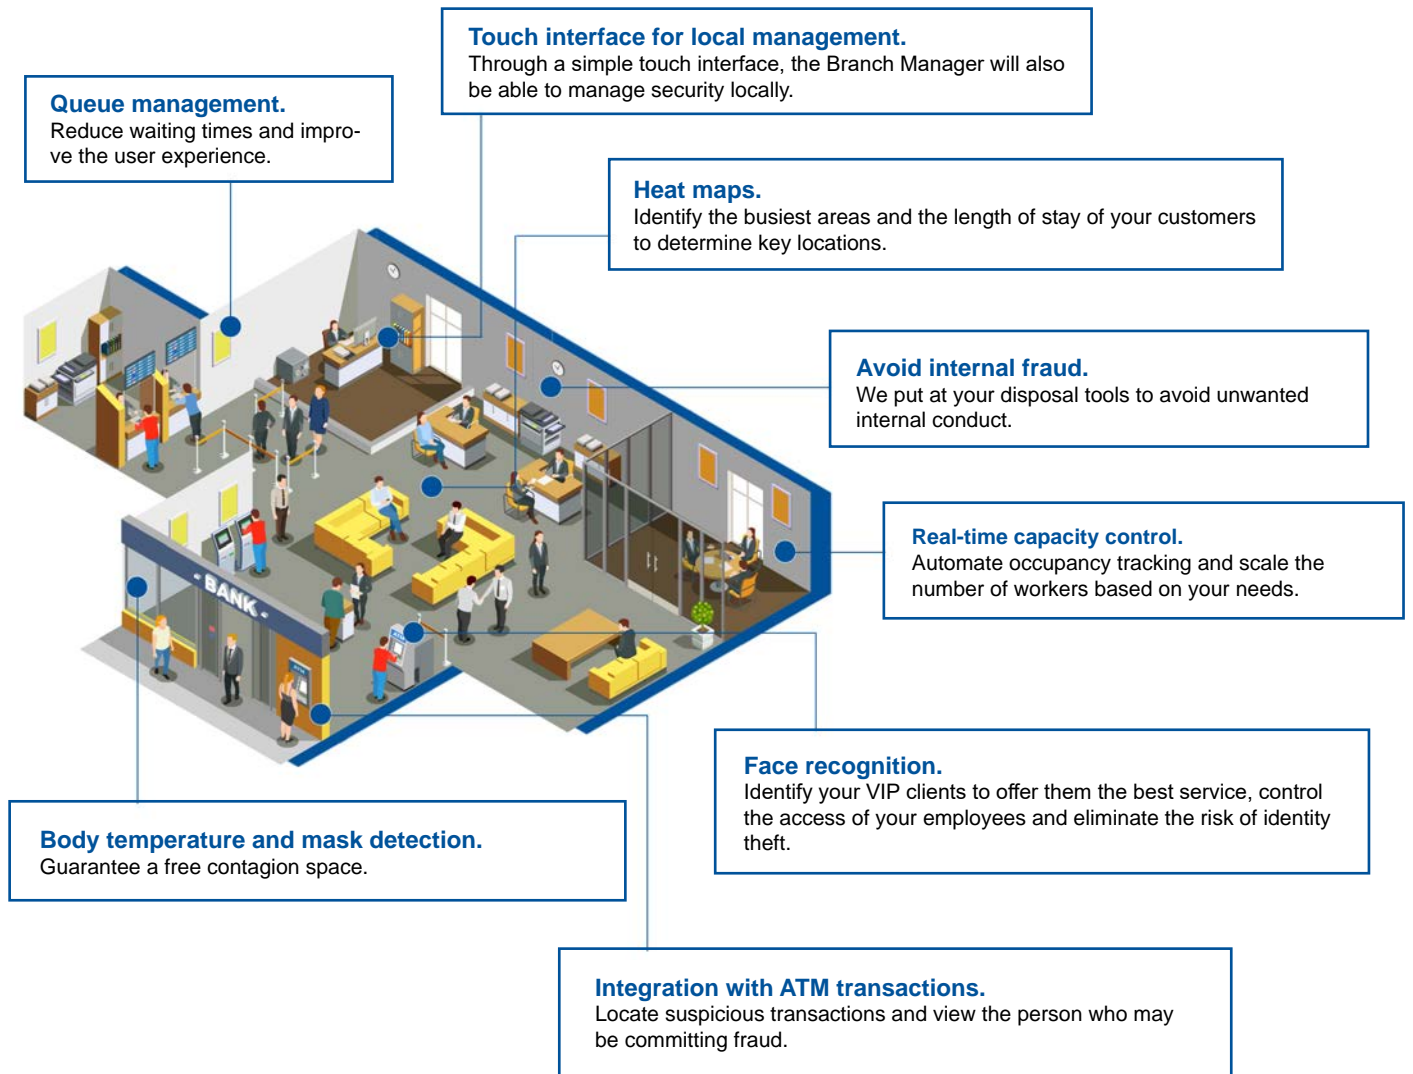 Touch interface for local management.
Through a simple touch interface, the Branch Manager will also
be able to manage security locally.
Queue management.
Reduce waiting times and impro-
ve the user experience.
Heat maps.
Identify the busiest areas and the length of stay of your customers
to determine key locations.
Avoid internal fraud.
We put at your disposal tools to avoid unwanted
internal conduct.
Real-time capacity control.
Automate occupancy tracking and scale the
number of workers based on your needs.
BANK
ATM
ATM
Face recognition.
Identify your VIP clients to offer them the best service, control
the access of your employees and eliminate the risk of identity
theft.
Body temperature and mask detection.
Guarantee a free contagion space.
Integration with ATM transactions.
Locate suspicious transactions and view the person who may
be committing fraud.